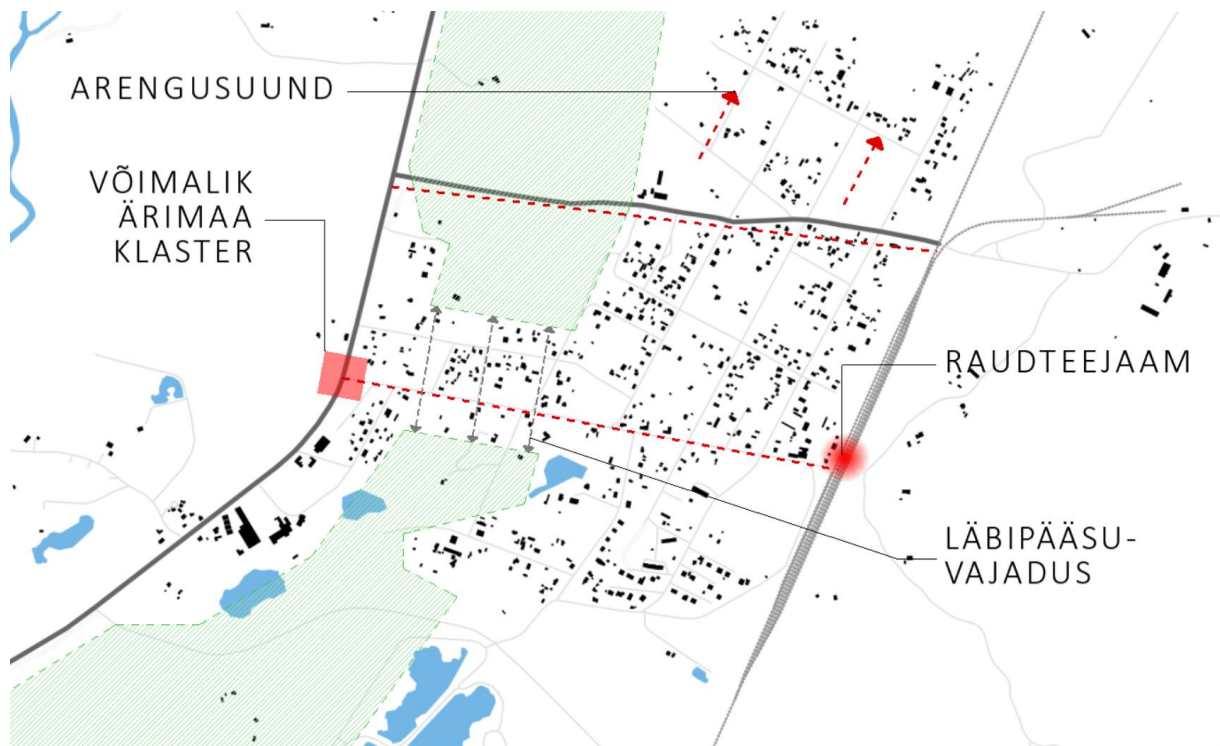 ARENGUSUUND
VÕIMALIK
ÄRIMAA
KLASTER
RAUDTEEJAAM
LÄBIPÄÄSU-
VAJADUS